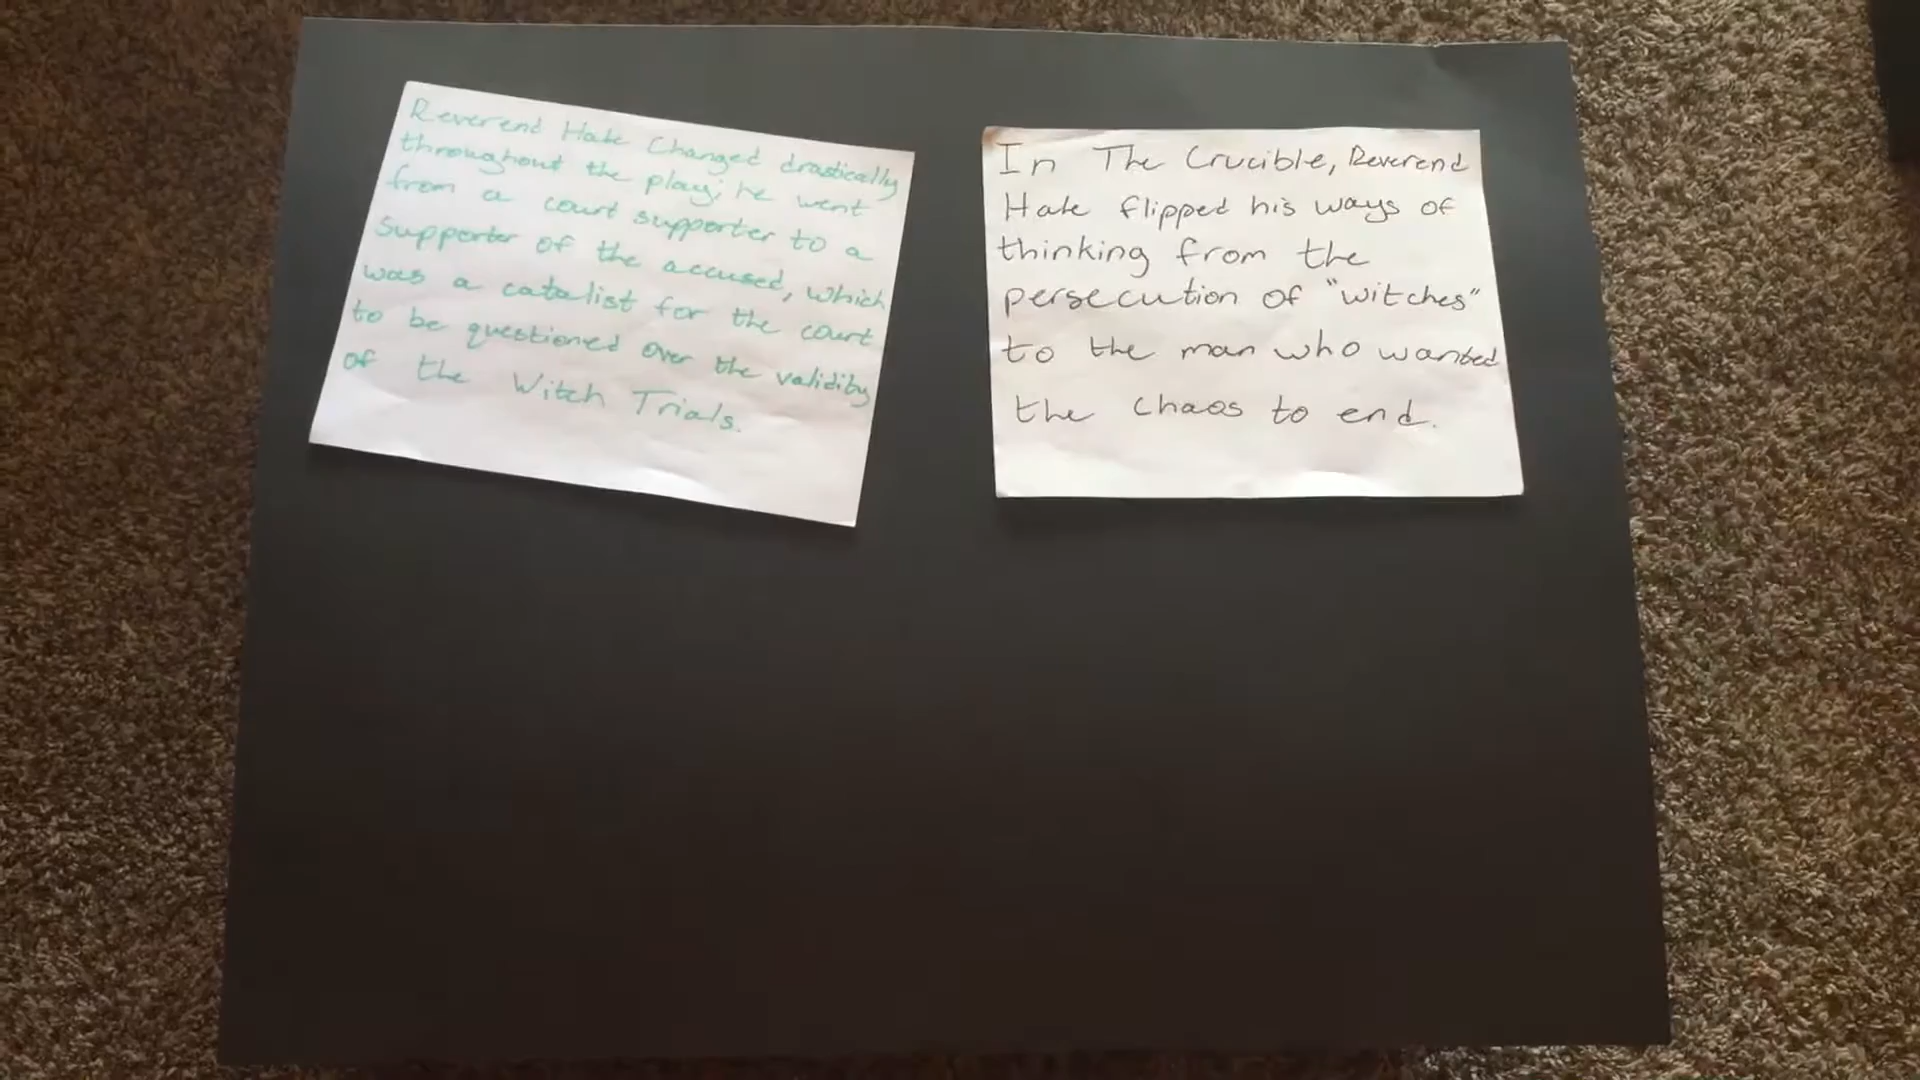 Reverend Hale Changed drastically
throughout the play; he went
from a court supporter to a
supporter of the accused, which
was a catalist for the court
to be questioned over the validity
of the Witch Trials.
In The Crucible, Reverend
Hale flipped his ways of
thinking from the
persecution of "witches"
to the man who wanted
the chaos to end.